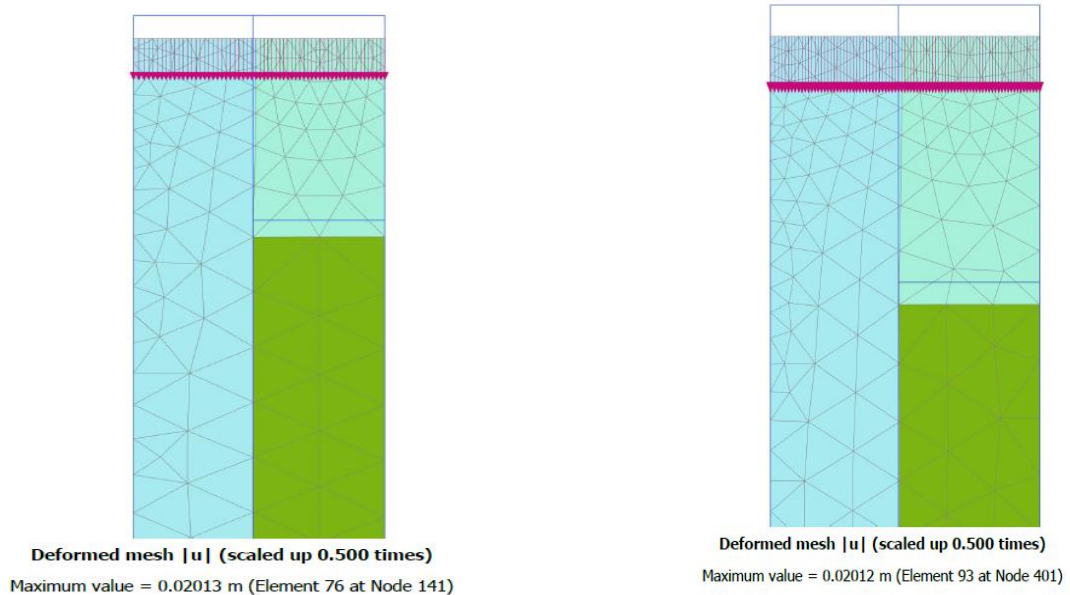 Deformed mesh |u| (scaled up 0.500 times)
Maximum value = 0.02013 m (Element 76 at Node 141)
Deformed mesh |u| (scaled up 0.500 times)
Maximum value = 0.02012 m (Element 93 at Node 401)